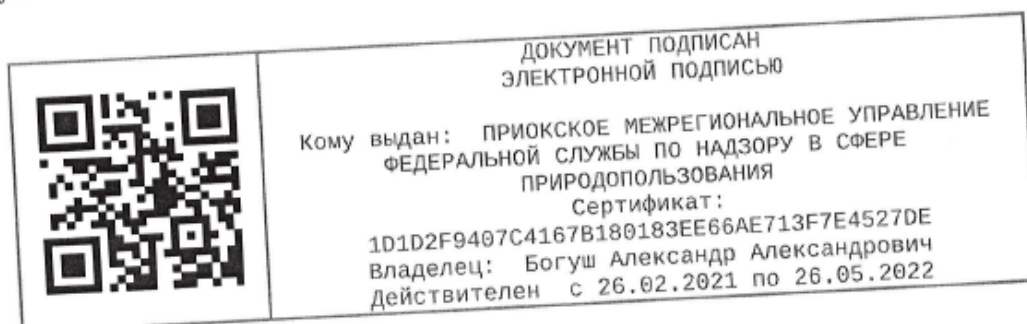 ДОКУМЕНТ ПОДПИСАН
ЭЛЕКТРОННОЙ ПОДПИСЬЮ
Кому выдан: ПРИОКСКОЕ МЕЖРЕГИОНАЛЬНОЕ УПРАВЛЕНИЕ
ФЕДЕРАЛЬНОЙ СЛУЖБЫ ПО НАДЗОРУ В СФЕРЕ
ПРИРОДОПОЛЬЗОВАНИЯ
Сертификат:
1D1D2F9407C4167B180183EE66AE713F7E4527DE
Владелец: Богуш Александр Александрович
Действителен с 26.02.2021 по 26.05.2022